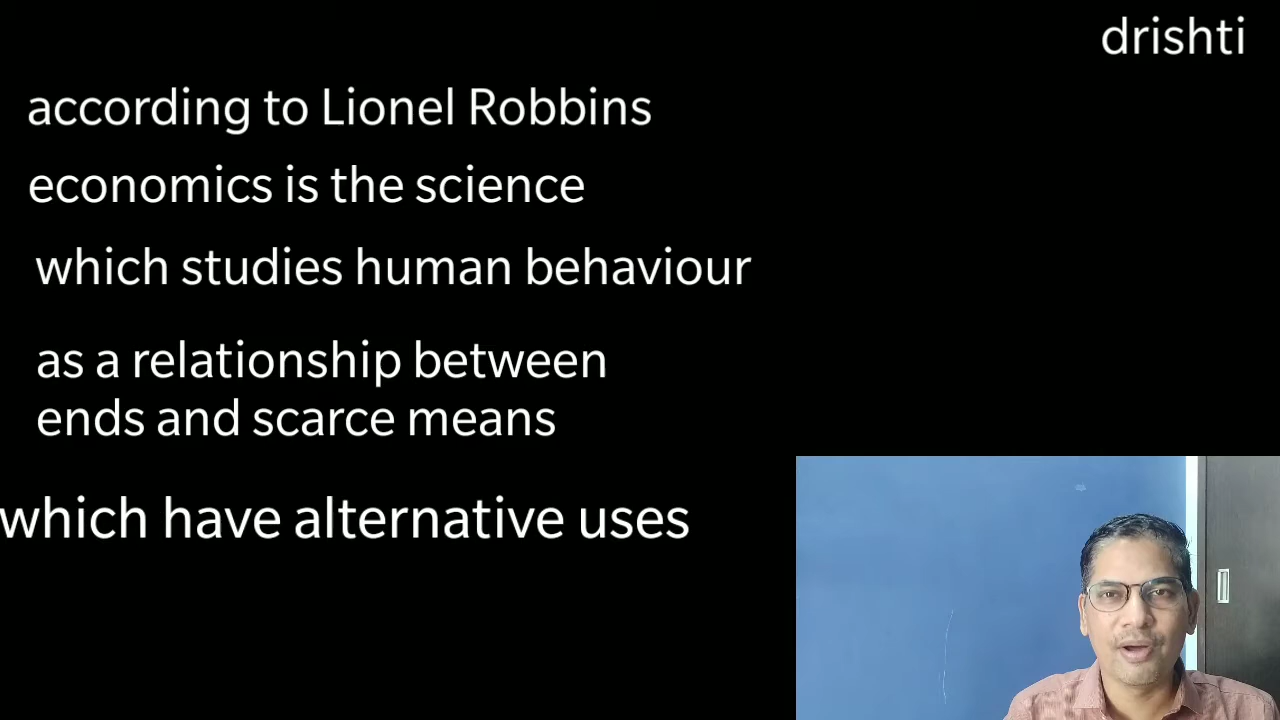 drishti
according to Lionel Robbins
economics is the science
which studies human behaviour
as a relationship between
ends and scarce means
which have alternative uses